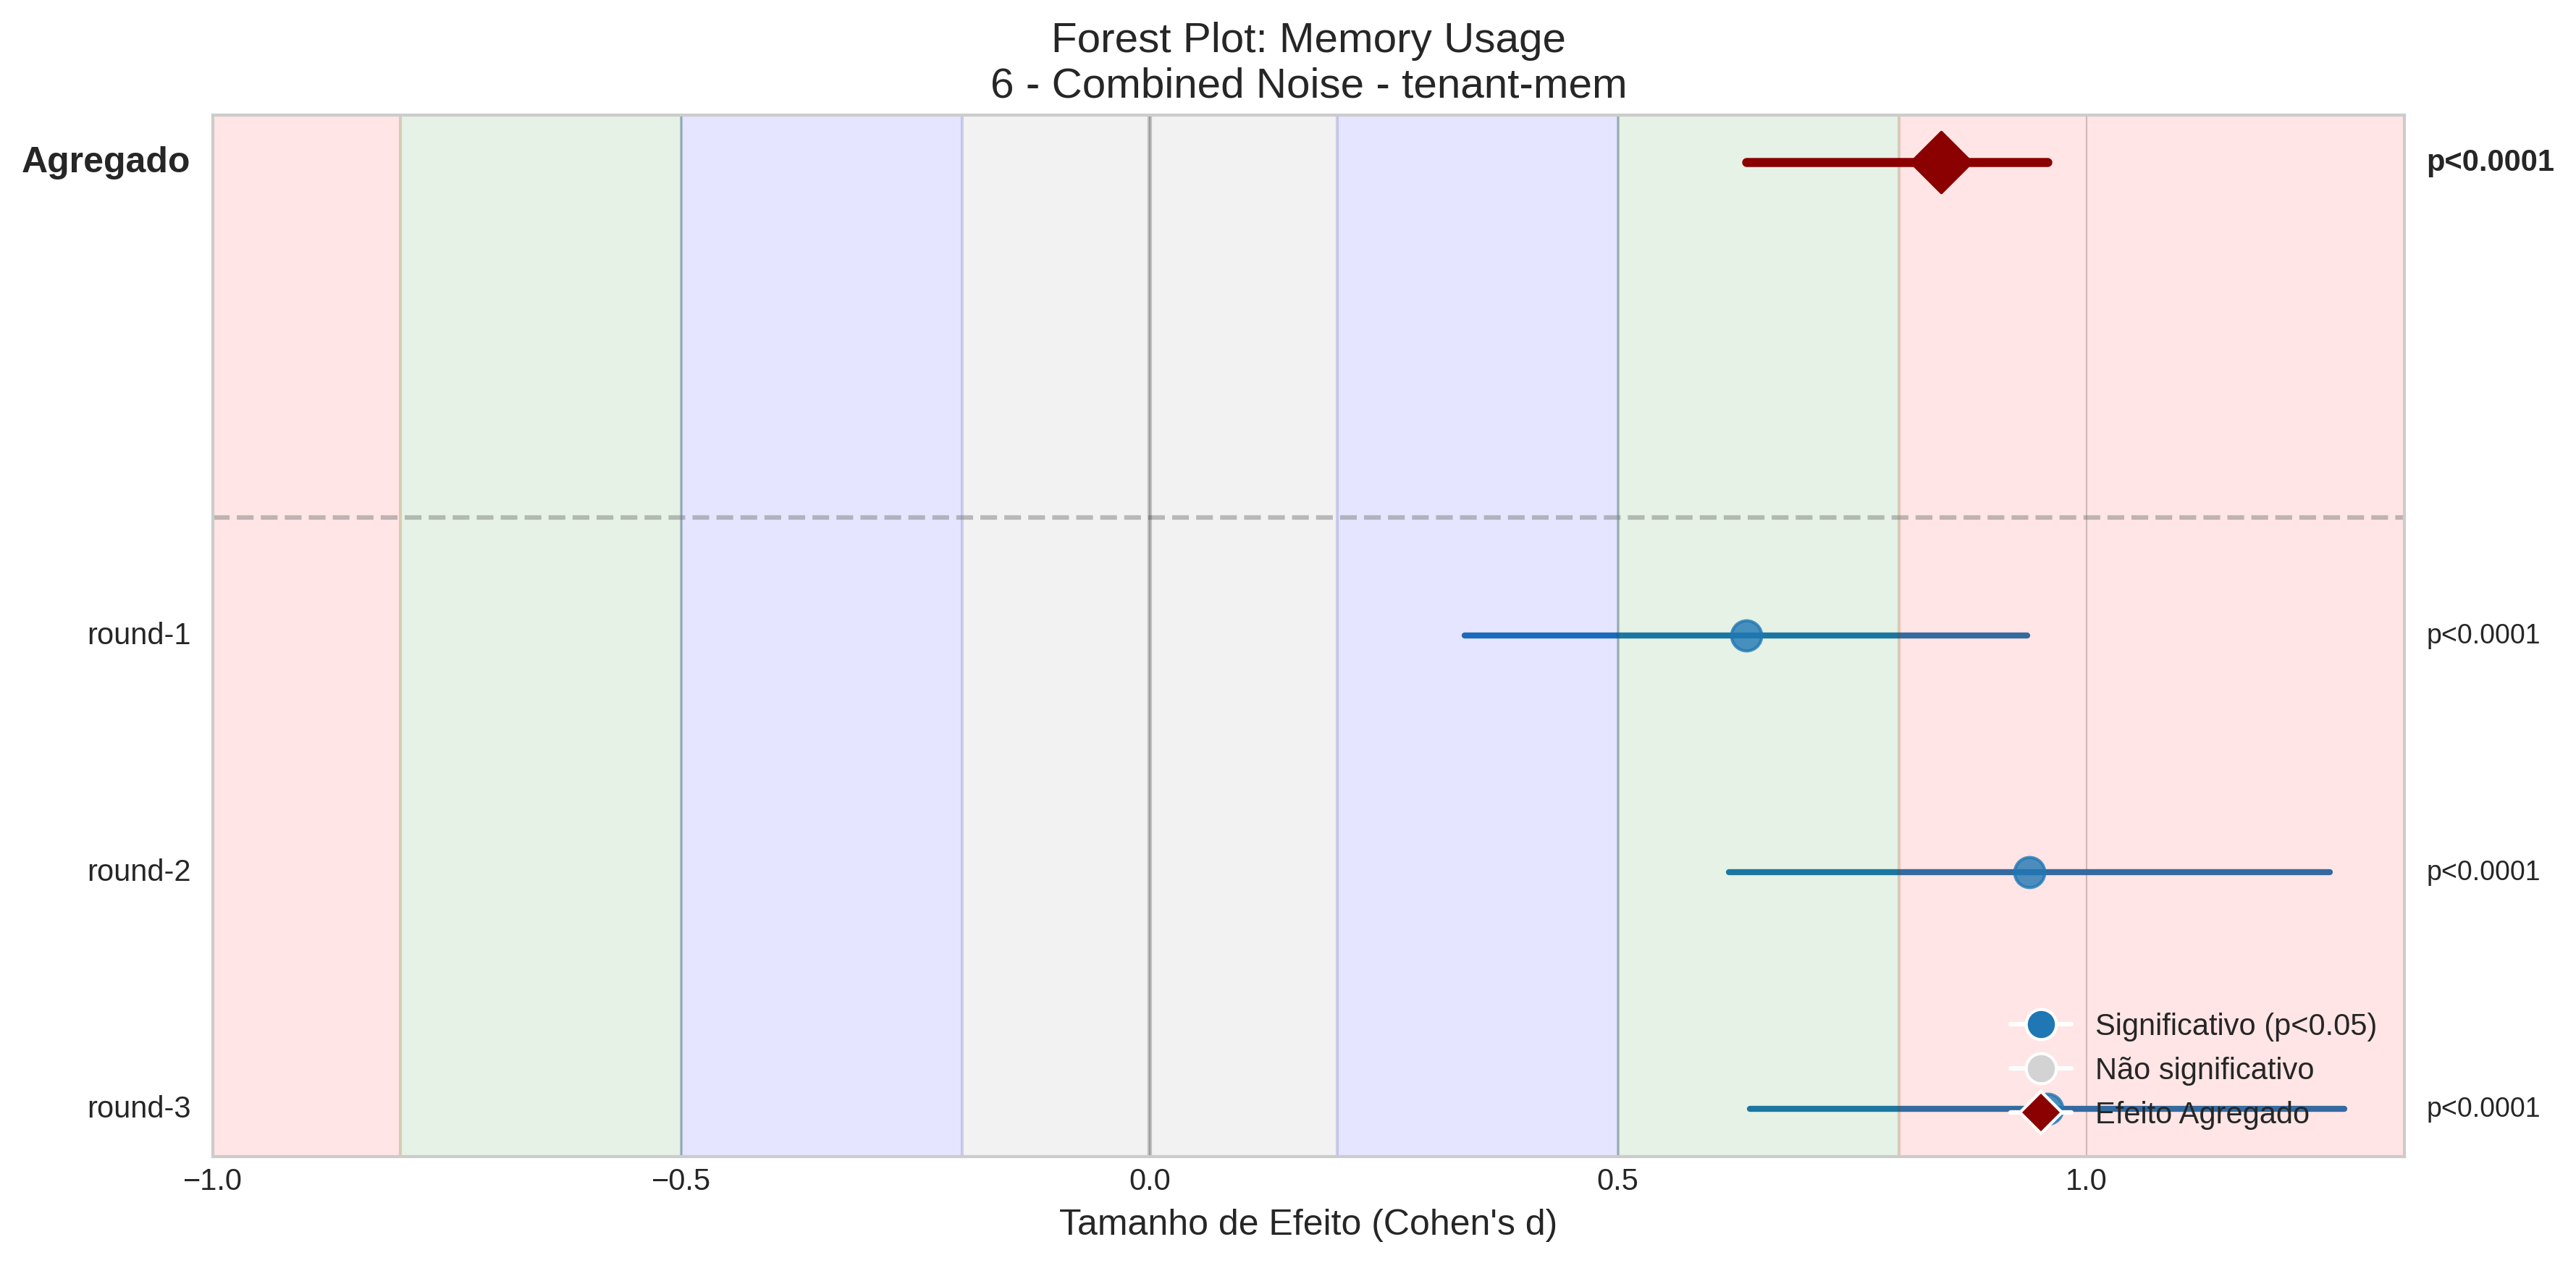 Forest Plot: Memory Usage
6 - Combined Noise - tenant-mem
Agregado
p<0.0001
round-1
p<0.0001
round-2
p<0.0001
Significativo (p<0.05)
Não significativo
Efeito Agregado
round-3
p<0.0001
−1.0
−0.5
0.0
0.5
1.0
Tamanho de Efeito (Cohen's d)